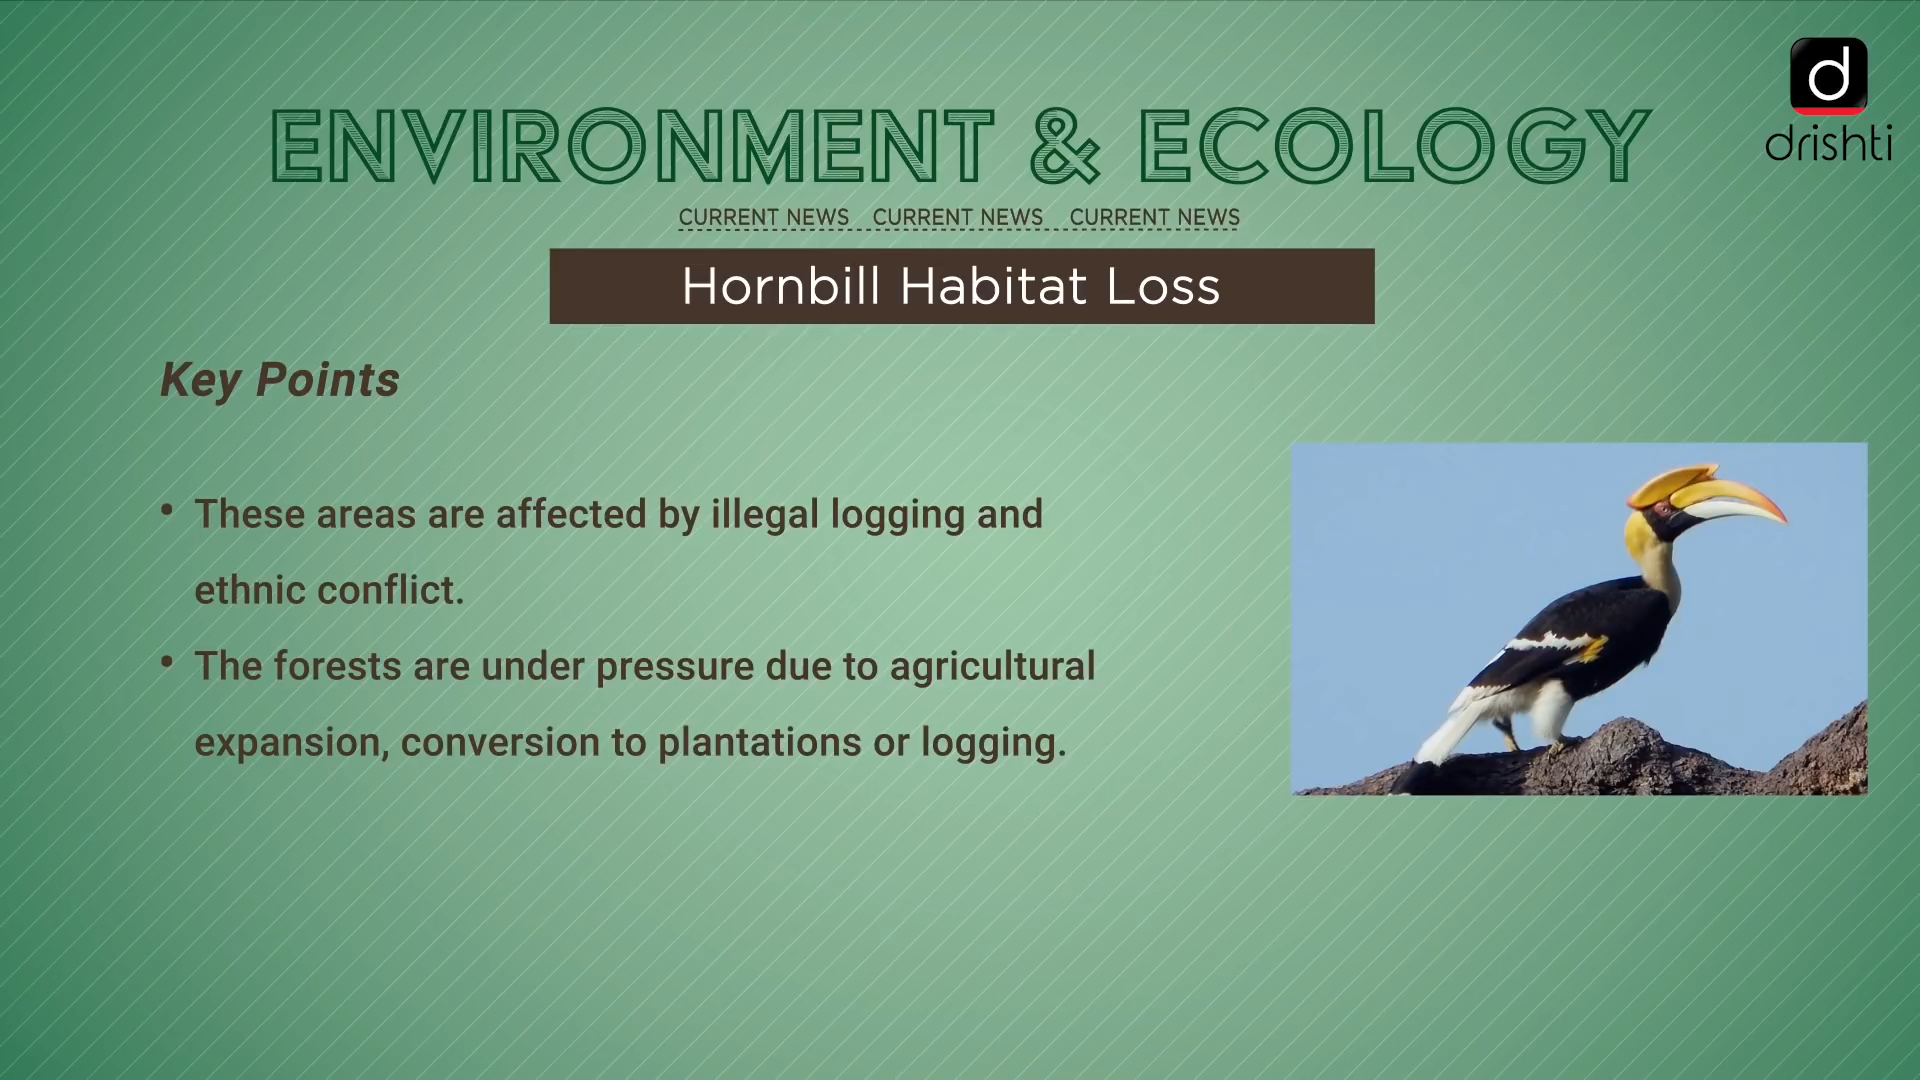 d
drishti
ENVIRONMENT & ECOLOGY
CURRENT NEWS CURRENT NEWS CURRENT NEWS
Hornbill Habitat Loss
Key Points
• These areas are affected by illegal logging and
ethnic conflict.
• The forests are under pressure due to agricultural
expansion, conversion to plantations or logging.